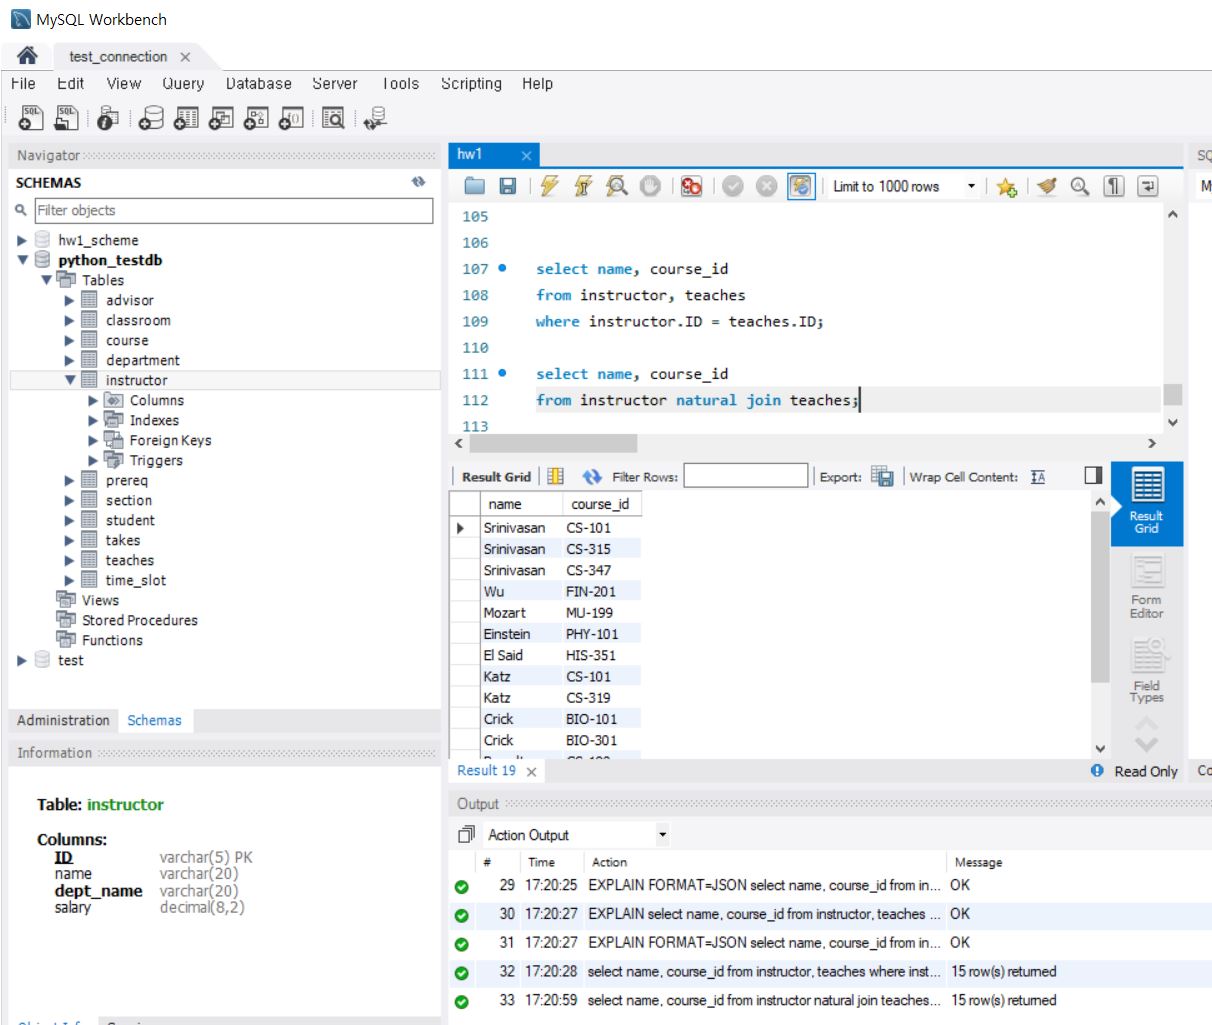 MySQL Workbench
test_connection
File Edit View Query Database Server Tools Scripting Help
Navigator
SCHEMAS
Filter objects
hw1_scheme
python_testdb
Tables
advisor
classroom
course
department
instructor
Columns
Indexes
Foreign Keys
Triggers
prereq
section
student
takes
teaches
time_slot
Views
Stored Procedures
Functions
test
Administration Schemas
Information
Table: instructor
Columns:
ID varchar(5) PK
name varchar(20)
dept_name varchar(20)
salary decimal(8,2)
hw1
Limit to 1000 rows
105
106
107 select name, course_id
108 from instructor, teaches
109 where instructor.ID = teaches.ID;
110
111 select name, course_id
112 from instructor natural join teaches;
113
Result Grid Filter Rows: Export: Wrap Cell Content:
name course_id
Srinivasan CS-101
Srinivasan CS-315
Srinivasan CS-347
Wu FIN-201
Mozart MU-199
Einstein PHY-101
El Said HIS-351
Katz CS-101
Katz CS-319
Crick BIO-101
Crick BIO-301
Result Grid
Form Editor
Field Types
Result 19
Read Only
Output
Action Output
# Time Action Message
29 17:20:25 EXPLAIN FORMAT=JSON select name, course_id from in... OK
30 17:20:27 EXPLAIN select name, course_id from instructor, teaches ... OK
31 17:20:27 EXPLAIN FORMAT=JSON select name, course_id from in... OK
32 17:20:28 select name, course_id from instructor, teaches where inst... 15 row(s) returned
33 17:20:59 select name, course_id from instructor natural join teaches... 15 row(s) returned